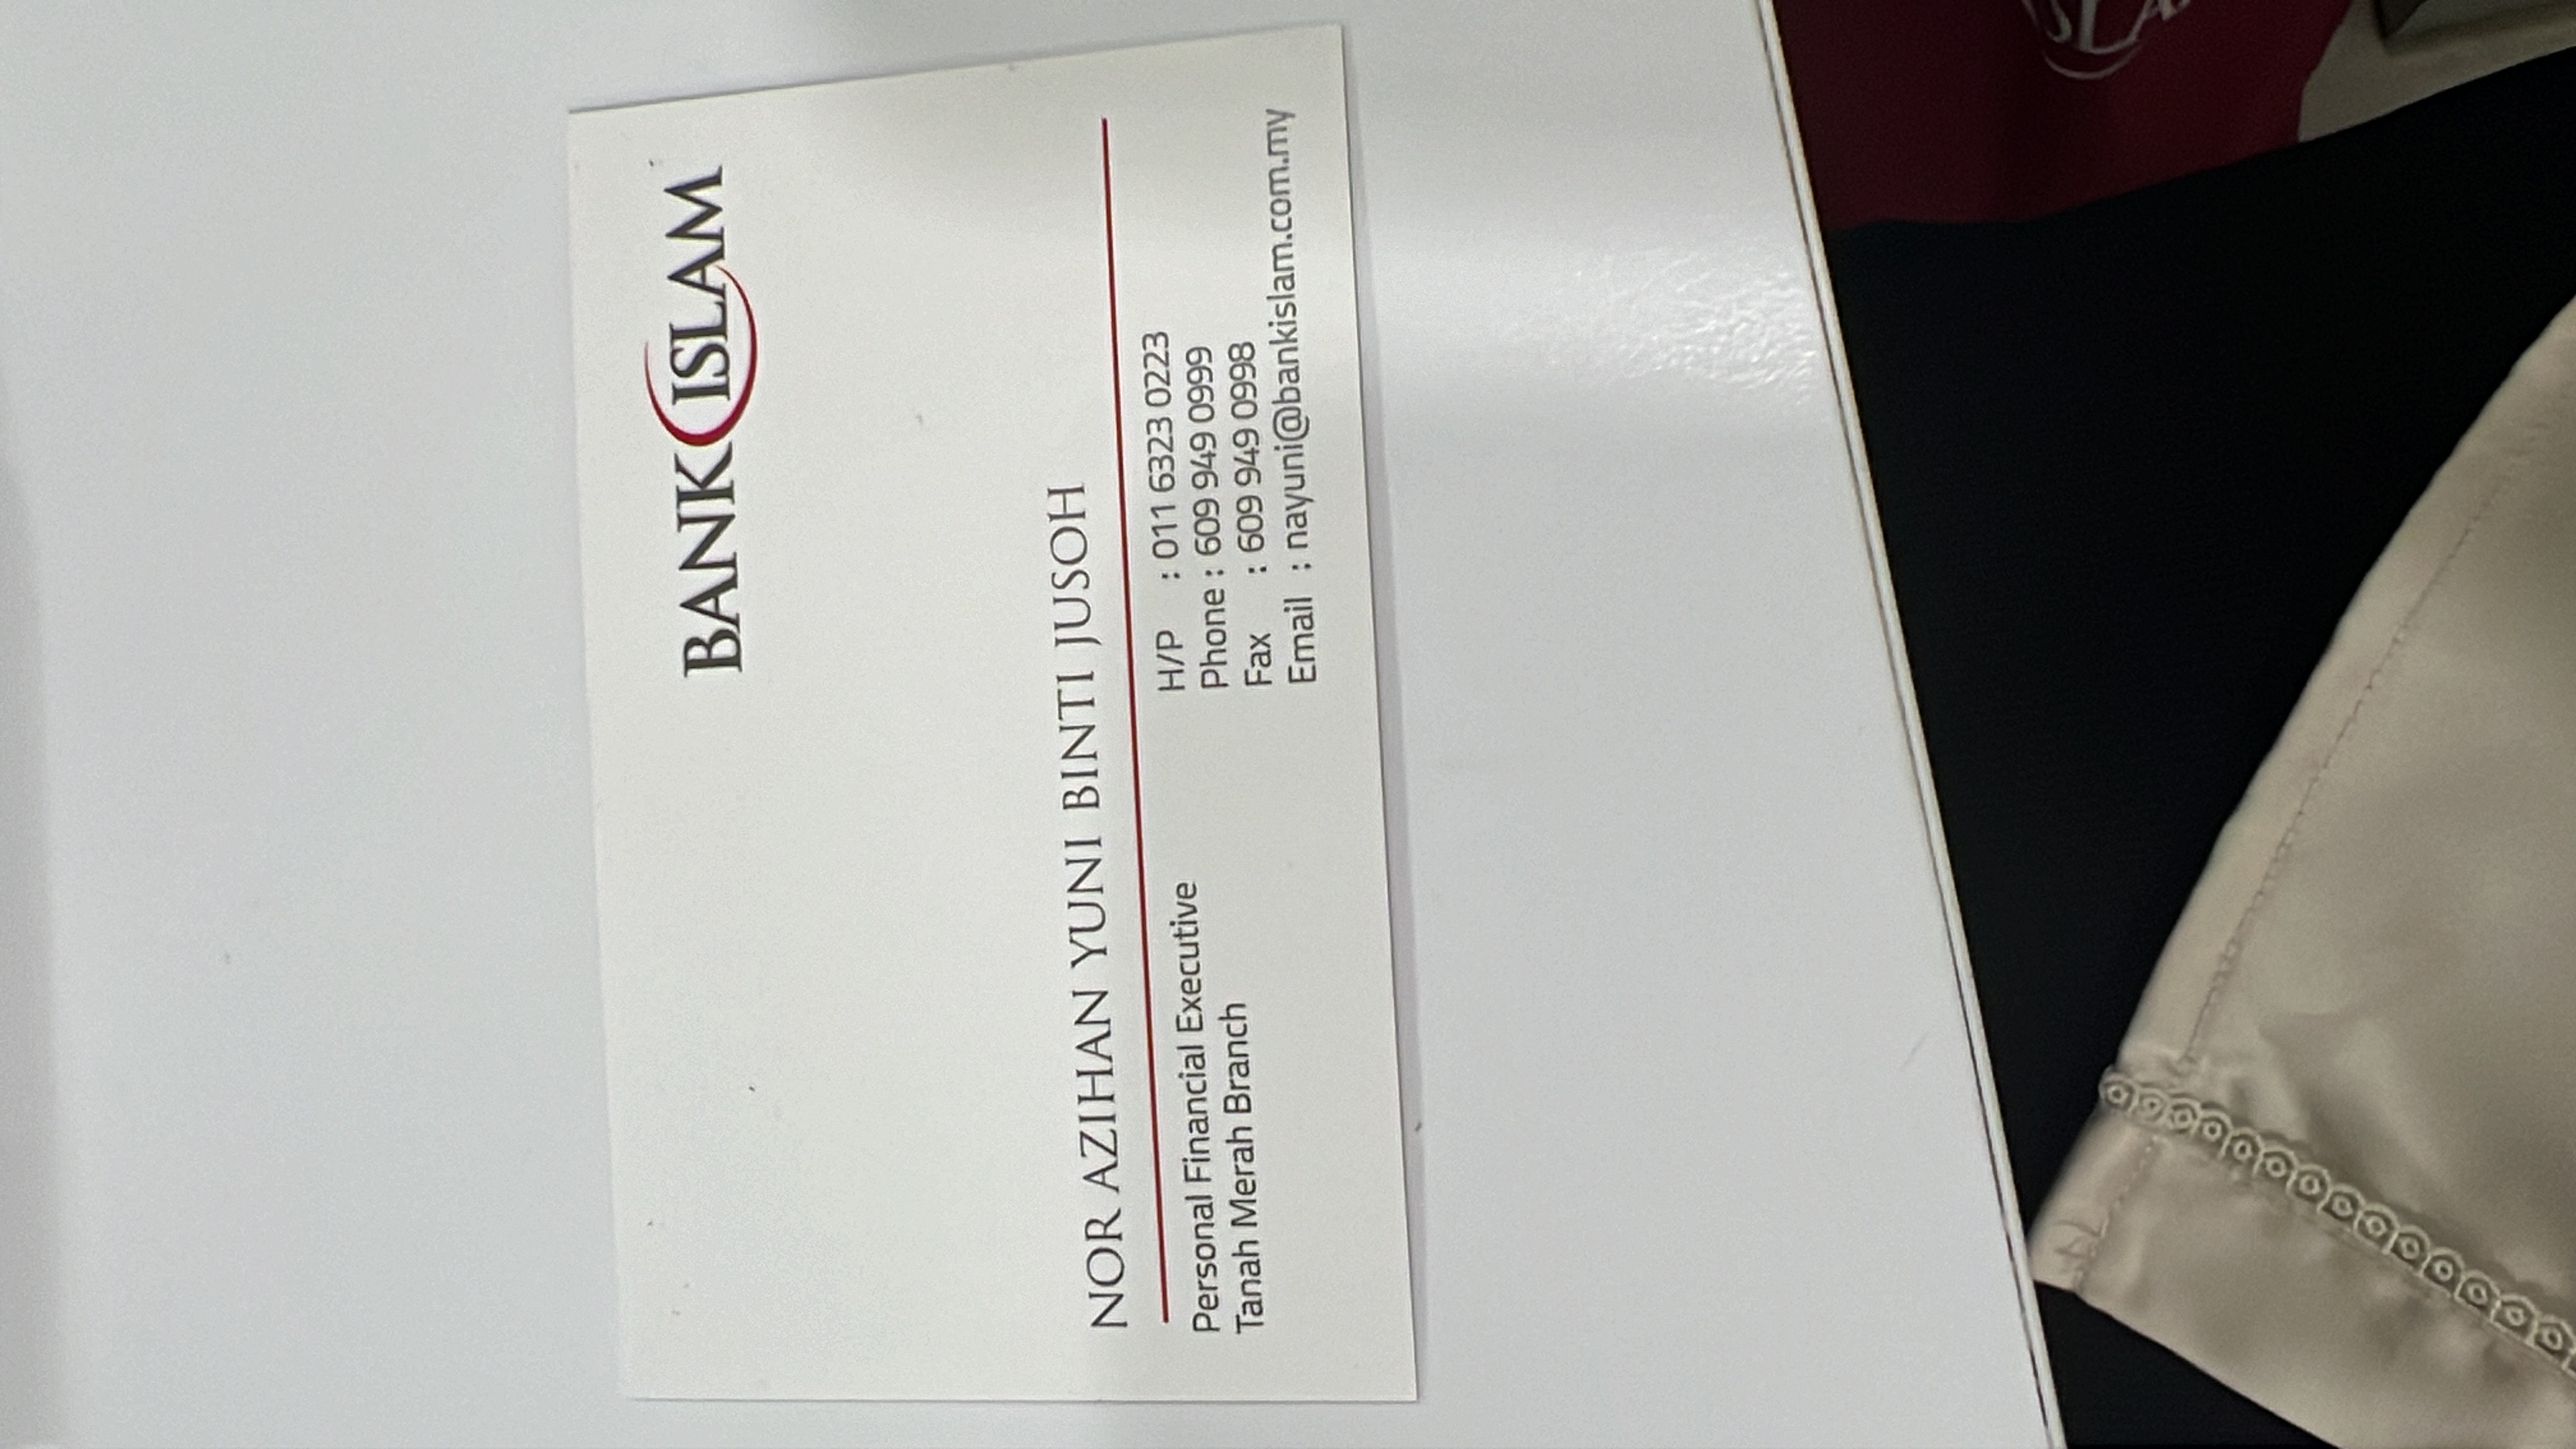 BANK ISLAM
NOR AZIHAN YUNI BINTI JUSOH
Personal Financial Executive
Tanah Merah Branch
H/P : 011 6323 0223
Phone : 609 949 0999
Fax : 609 949 0998
Email : nayuni@bankislam.com.my